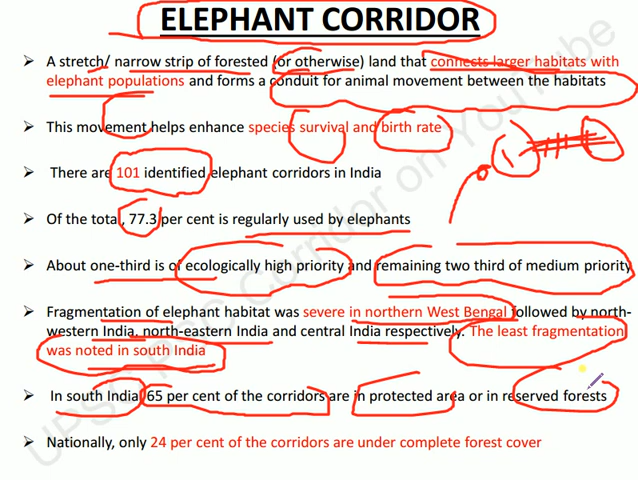 ELEPHANT CORRIDOR
➢ A stretch/ narrow strip of forested (or otherwise) land that connects larger habitats with
elephant populations and forms a conduit for animal movement between the habitats
➢ This movement helps enhance species survival and birth rate
➢ There are 101 identified elephant corridors in India
➢ Of the total, 77.3 per cent is regularly used by elephants
➢ About one-third is of ecologically high priority and remaining two third of medium priority
➢ Fragmentation of elephant habitat was severe in northern West Bengal followed by north-
western India, north-eastern India and central India respectively. The least fragmentation
was noted in south India
➢ In south India, 65 per cent of the corridors are in protected area or in reserved forests
➢ Nationally, only 24 per cent of the corridors are under complete forest cover